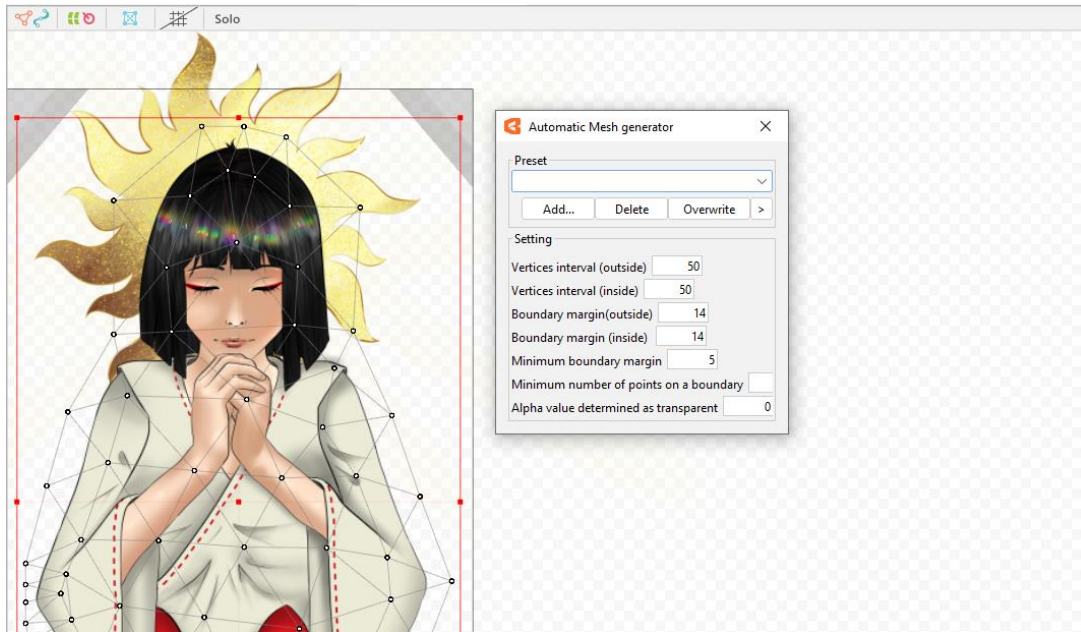 Solo
Automatic Mesh generator
Preset
Add... Delete Overwrite >
Setting
Vertices interval (outside) 50
Vertices interval (inside) 50
Boundary margin(outside) 14
Boundary margin (inside) 14
Minimum boundary margin 5
Minimum number of points on a boundary
Alpha value determined as transparent 0